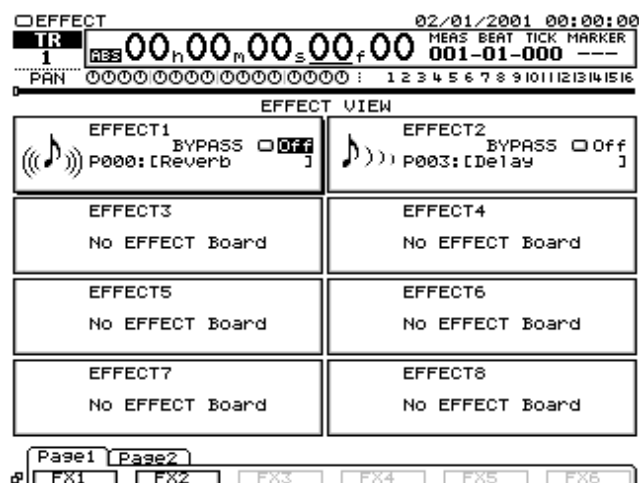 EFFECT 02/01/2001 00:00:00
TR 1 ABS 00h00m00s00f00 MEAS BEAT TICK MARKER
001-01-000 ---
PAN 1 2 3 4 5 6 7 8 9 10 11 12 13 14 15 16
EFFECT VIEW
EFFECT1
BYPASS Off
P000:[Reverb ]
EFFECT2
BYPASS Off
P003:[Delay ]
EFFECT3
No EFFECT Board
EFFECT4
No EFFECT Board
EFFECT5
No EFFECT Board
EFFECT6
No EFFECT Board
EFFECT7
No EFFECT Board
EFFECT8
No EFFECT Board
Page1 Page2
FX1 FX2 FX3 FX4 FX5 FX6